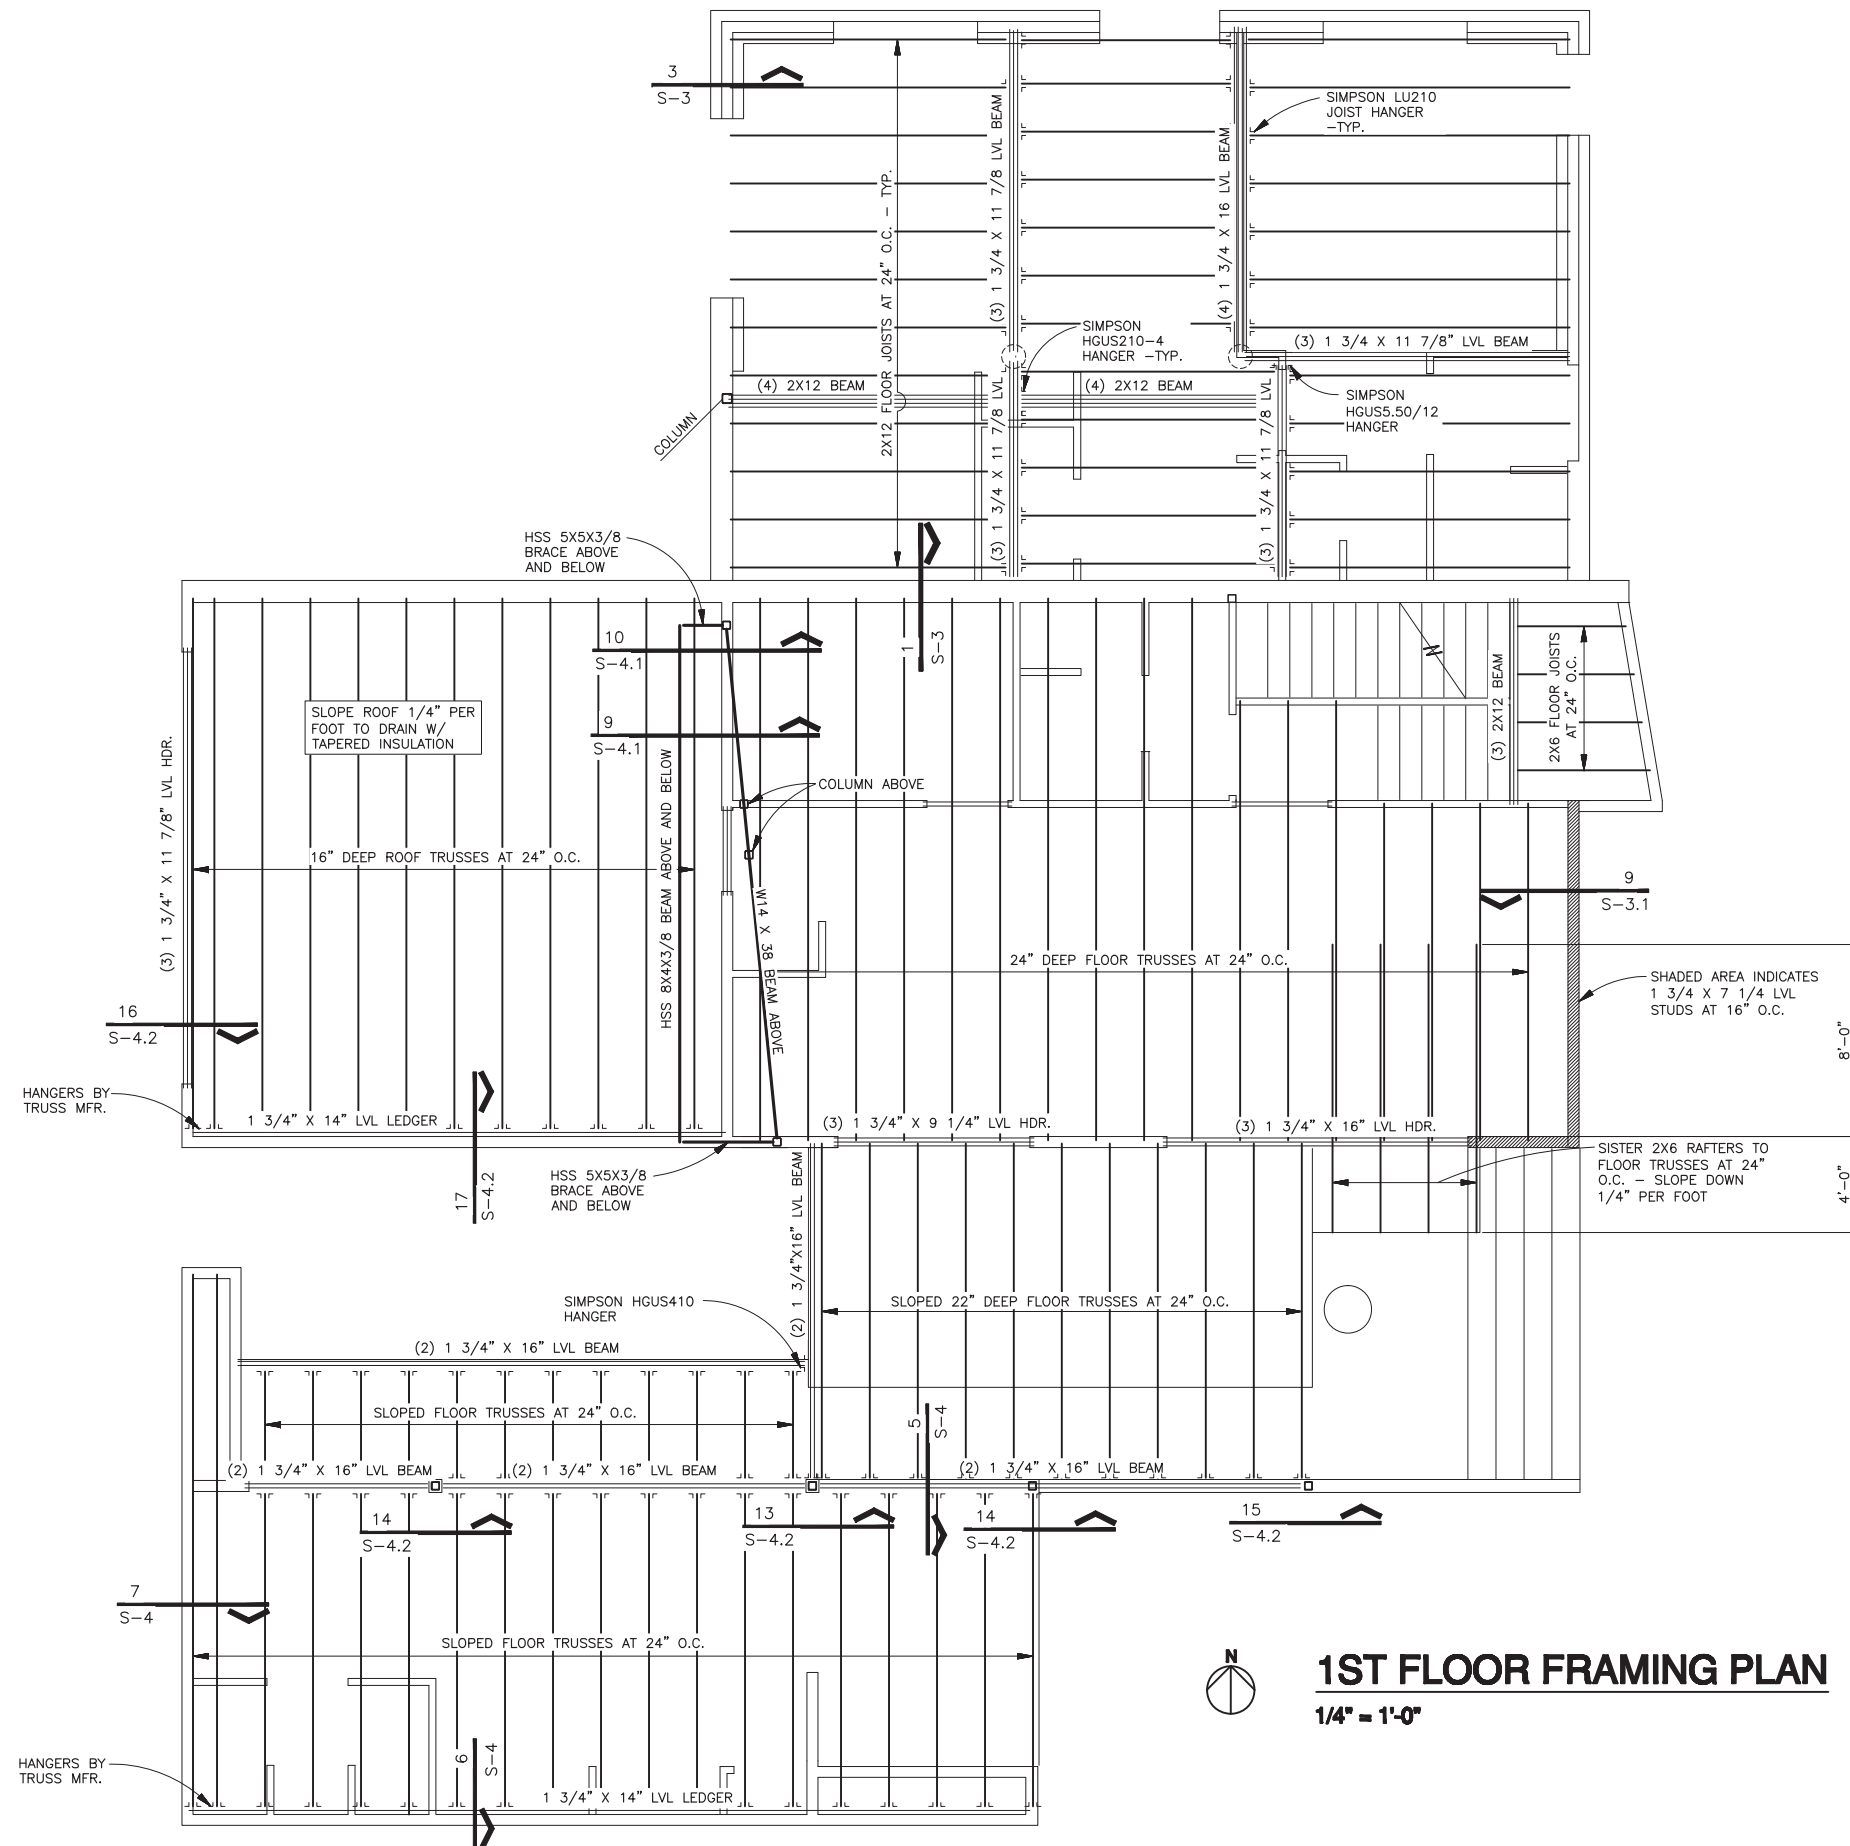 3
S-3
SIMPSON LU210
JOIST HANGER
-TYP.
2X12 FLOOR JOISTS AT 24" O.C. - TYP.
(3) 1 3/4 X 11 7/8 LVL BEAM
(4) 1 3/4 X 16 LVL BEAM
SIMPSON
HGUS210-4
HANGER -TYP.
(3) 1 3/4 X 11 7/8" LVL BEAM
(4) 2X12 BEAM
(4) 2X12 BEAM
COLUMN
SIMPSON
HGUS5.50/12
HANGER
(3) 1 3/4 X 11 7/8 LVL
(3) 1 3/4 X 11 7/8 LVL
HSS 5X5X3/8
BRACE ABOVE
AND BELOW
1
S-3
10
S-4.1
9
S-4.1
SLOPE ROOF 1/4" PER
FOOT TO DRAIN W/
TAPERED INSULATION
(3) 2X12 BEAM
2X6 FLOOR JOISTS
AT 24" O.C.
(3) 1 3/4" X 11 7/8" LVL HDR.
HSS 8X4X3/8 BEAM ABOVE AND BELOW
COLUMN ABOVE
16" DEEP ROOF TRUSSES AT 24" O.C.
W14 X 38 BEAM ABOVE
9
S-3.1
24" DEEP FLOOR TRUSSES AT 24" O.C.
SHADED AREA INDICATES
1 3/4 X 7 1/4 LVL
STUDS AT 16" O.C.
8'-0"
16
S-4.2
HANGERS BY
TRUSS MFR.
1 3/4" X 14" LVL LEDGER
(3) 1 3/4" X 9 1/4" LVL HDR.
(3) 1 3/4" X 16" LVL HDR.
SISTER 2X6 RAFTERS TO
FLOOR TRUSSES AT 24"
O.C. - SLOPE DOWN
1/4" PER FOOT
4'-0"
17
S-4.2
HSS 5X5X3/8
BRACE ABOVE
AND BELOW
(2) 1 3/4"X16" LVL BEAM
SIMPSON HGUS410
HANGER
SLOPED 22" DEEP FLOOR TRUSSES AT 24" O.C.
(2) 1 3/4" X 16" LVL BEAM
SLOPED FLOOR TRUSSES AT 24" O.C.
5
S-4
(2) 1 3/4" X 16" LVL BEAM
(2) 1 3/4" X 16" LVL BEAM
(2) 1 3/4" X 16" LVL BEAM
14
S-4.2
13
S-4.2
14
S-4.2
15
S-4.2
7
S-4
SLOPED FLOOR TRUSSES AT 24" O.C.
N
1ST FLOOR FRAMING PLAN
1/4" = 1'-0"
HANGERS BY
TRUSS MFR.
6
S-4
1 3/4" X 14" LVL LEDGER